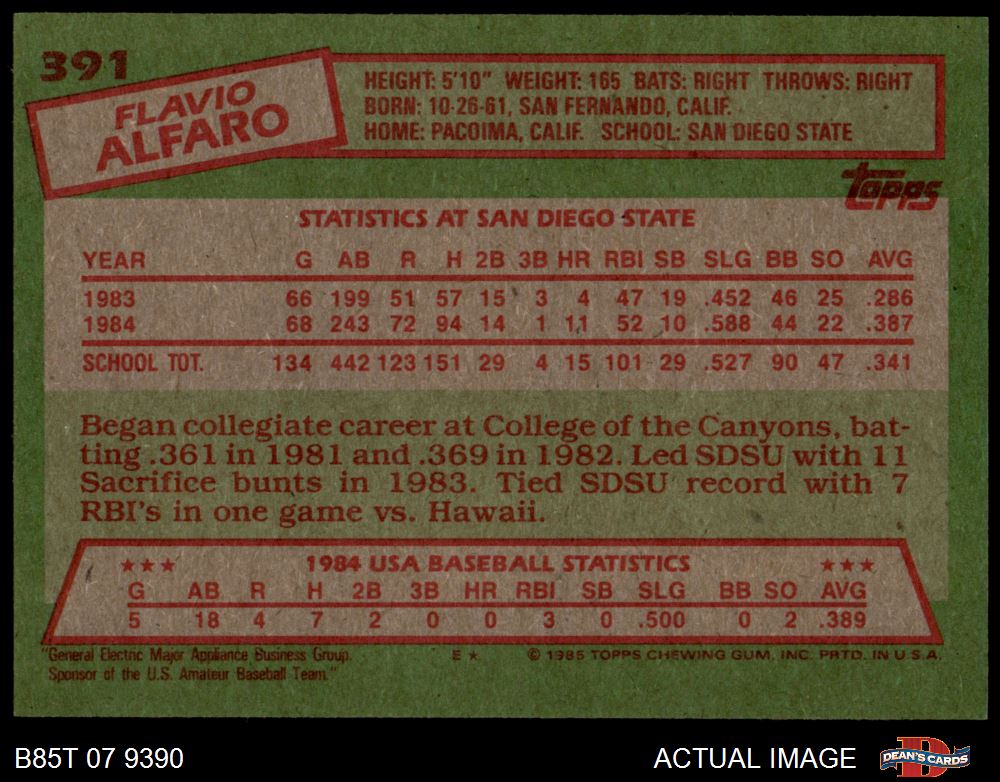 391
FLAVIO
ALFARO
HEIGHT: 5'10" WEIGHT: 165 BATS: RIGHT THROWS: RIGHT
BORN: 10-26-61, SAN FERNANDO, CALIF.
HOME: PACOIMA, CALIF. SCHOOL: SAN DIEGO STATE
topps
STATISTICS AT SAN DIEGO STATE
YEAR G AB R H 2B 3B HR RBI SB SLG BB SO AVG
1983 66 199 51 57 15 3 4 47 19 .452 46 25 .286
1984 68 243 72 94 14 1 11 52 10 .588 44 22 .387
SCHOOL TOT. 134 442 123 151 29 4 15 101 29 .527 90 47 .341
Began collegiate career at College of the Canyons, bat-
ting .361 in 1981 and .369 in 1982. Led SDSU with 11
Sacrifice bunts in 1983. Tied SDSU record with 7
RBI's in one game vs. Hawaii.
★★★ 1984 USA BASEBALL STATISTICS ★★★
G AB R H 2B 3B HR RBI SB SLG BB SO AVG
5 18 4 7 2 0 0 3 0 .500 0 2 .389
"General Electric Major Appliance Business Group. E★ © 1985 TOPPS CHEWING GUM, INC. PRTD. IN U.S.A.
Sponsor of the U.S. Amateur Baseball Team."
B85T 07 9390 ACTUAL IMAGE D DEAN'S CARDS